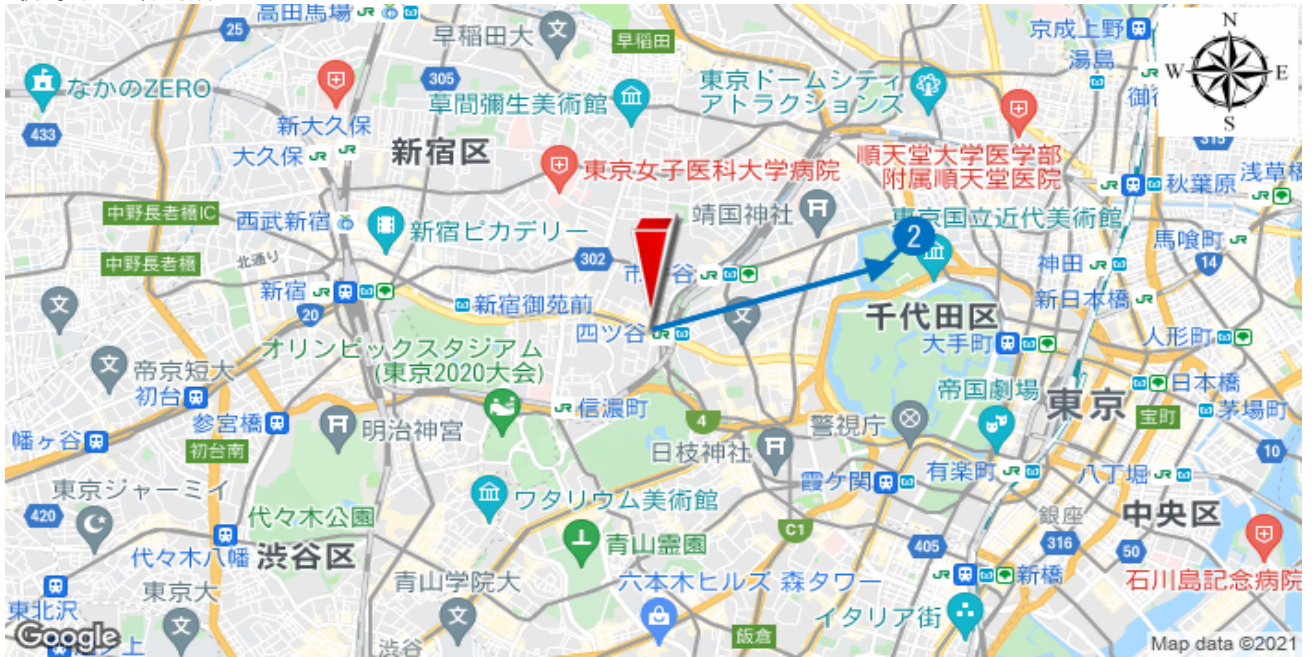 高田馬場
京成上野
N
25
早稲田大
早稲田
湯島
W
E
なかのZERO
305
東京ドームシティ
アトラクションズ
草間彌生美術館
S
433
新大久保
315
大久保
新宿区
順天堂大学医学部
附属順天堂医院
東京女子医科大学病院
秋葉原
中野長者橋IC
西武新宿
靖国神社
東京国立近代美術館
2
新宿ピカデリー
馬喰町
中野長者橋
北通り
302
神田
14
新宿
新宿御苑前
新日本橋
20
四ツ谷
千代田区
大手町
人形町
オリンピックスタジアム
(東京2020大会)
帝京短大
初台
帝国劇場
日本橋
参宮橋
信濃町
4
東京
宝町
茅場町
幡ヶ谷
明治神宮
警視庁
初台南
日枝神社
10
霞ケ関
有楽町
八丁堀
東京ジャーミイ
ワタリウム美術館
420
代々木公園
銀座
中央区
C1
代々木八幡
渋谷区
青山霊園
405
316
50
青山学院大
六本木ヒルズ 森タワー
新橋
石川島記念病院
東北沢
東京大
イタリア街
Google
渋谷
飯倉
Map data ©2021